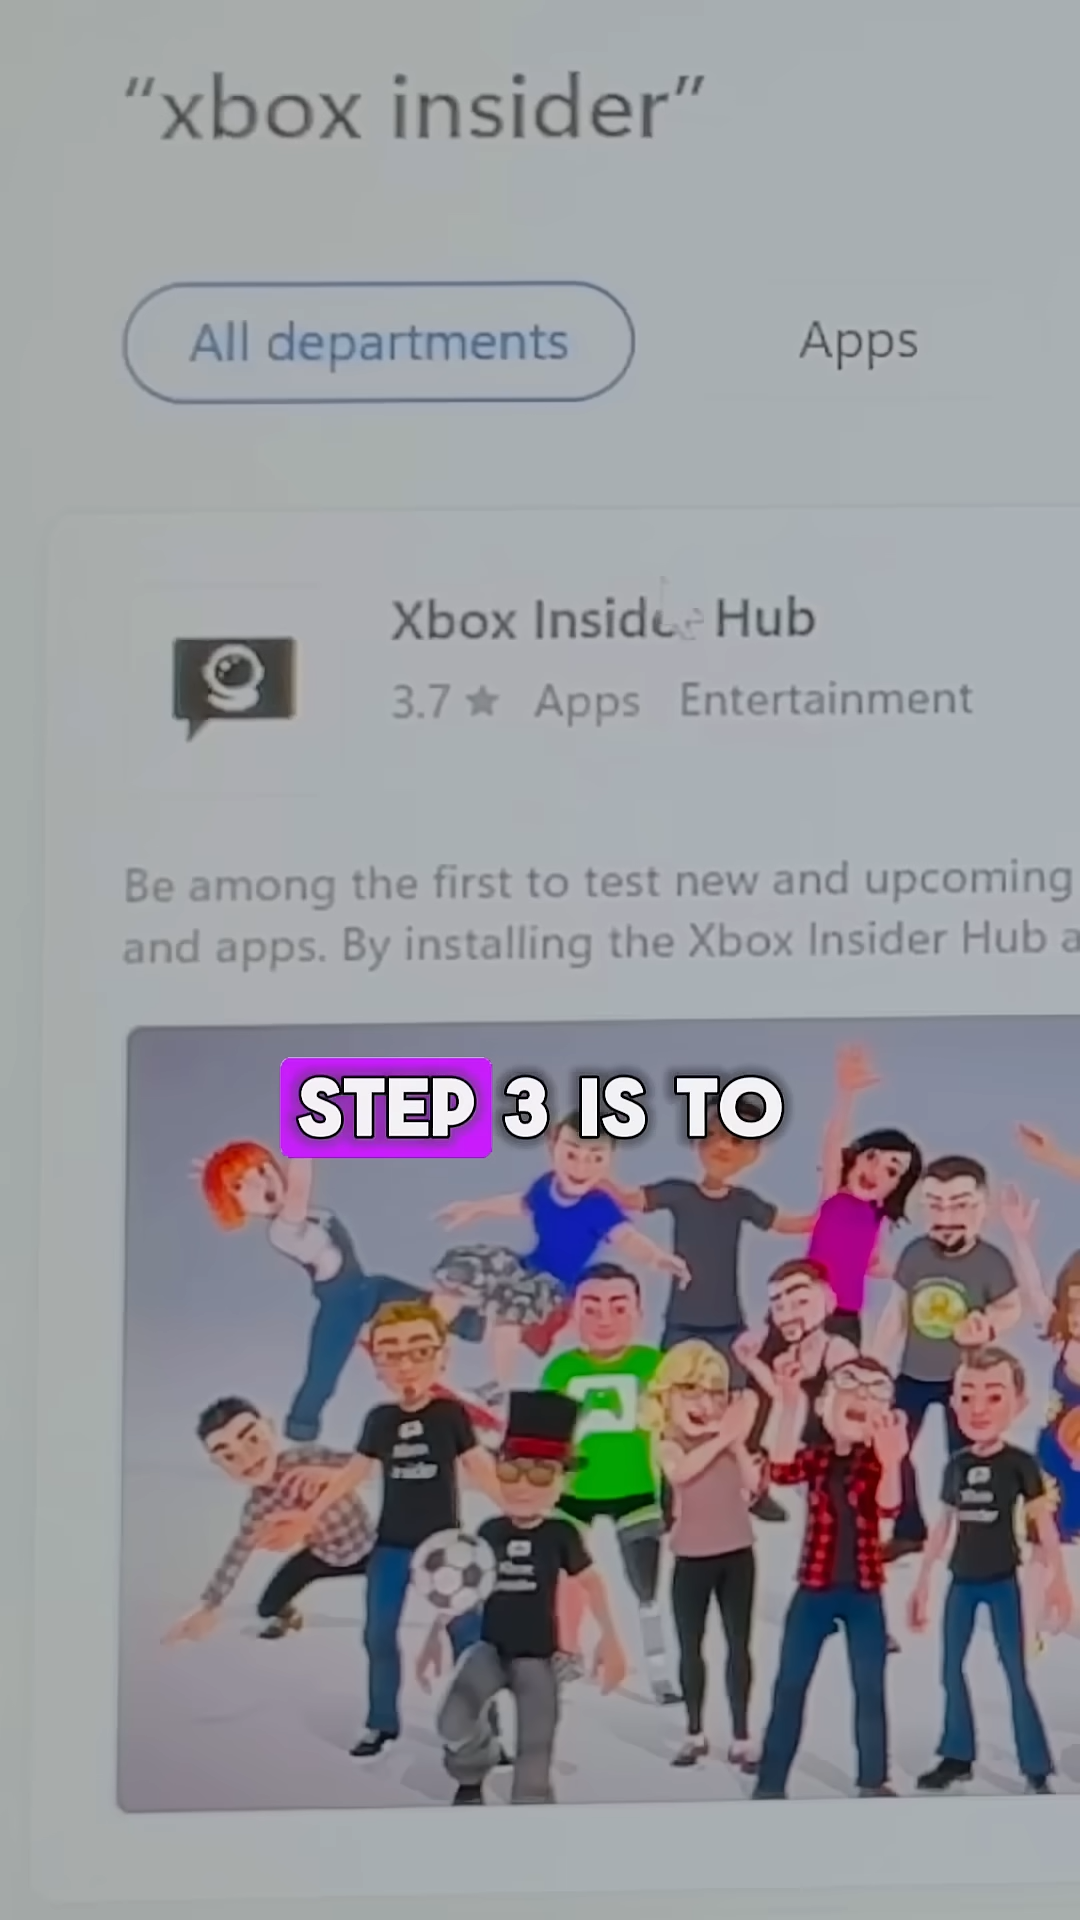 “xbox insider”
All departments
Apps
Xbox Inside Hub
3.7 ★ Apps Entertainment
Be among the first to test new and upcoming
and apps. By installing the Xbox Insider Hub a
STEP 3 IS TO